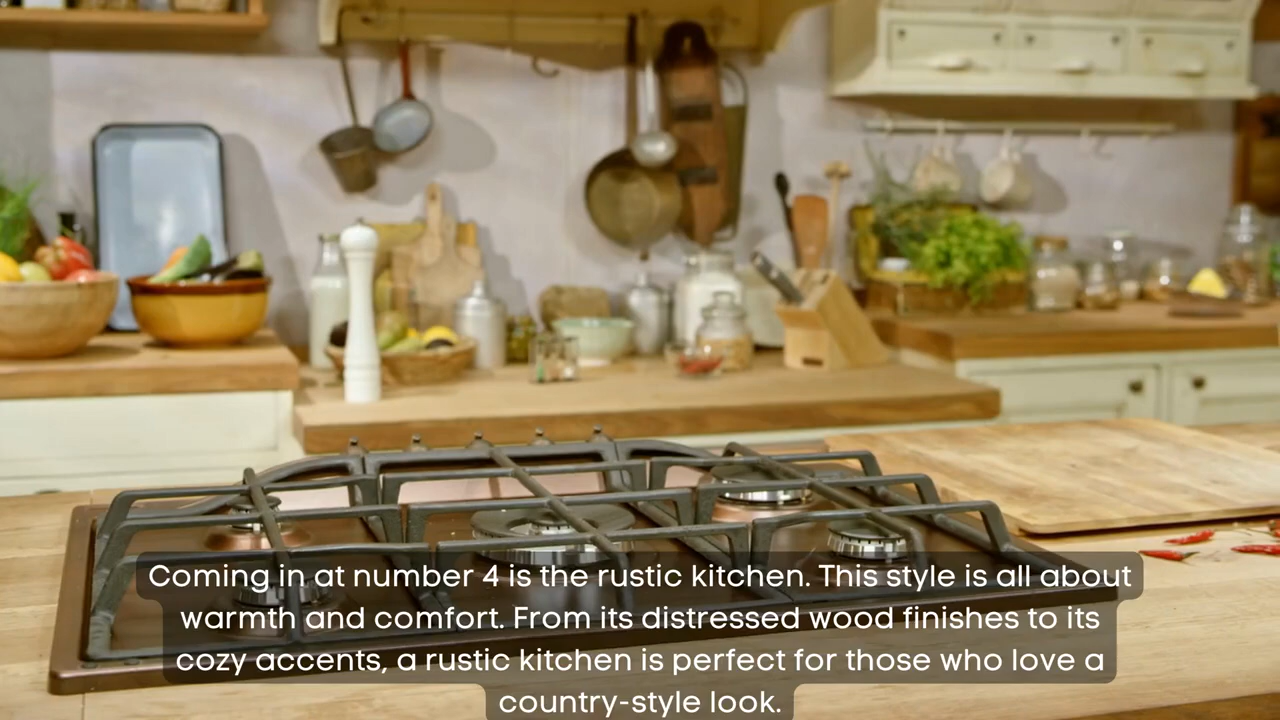 Coming in at number 4 is the rustic kitchen. This style is all about
warmth and comfort. From its distressed wood finishes to its
cozy accents, a rustic kitchen is perfect for those who love a
country-style look.